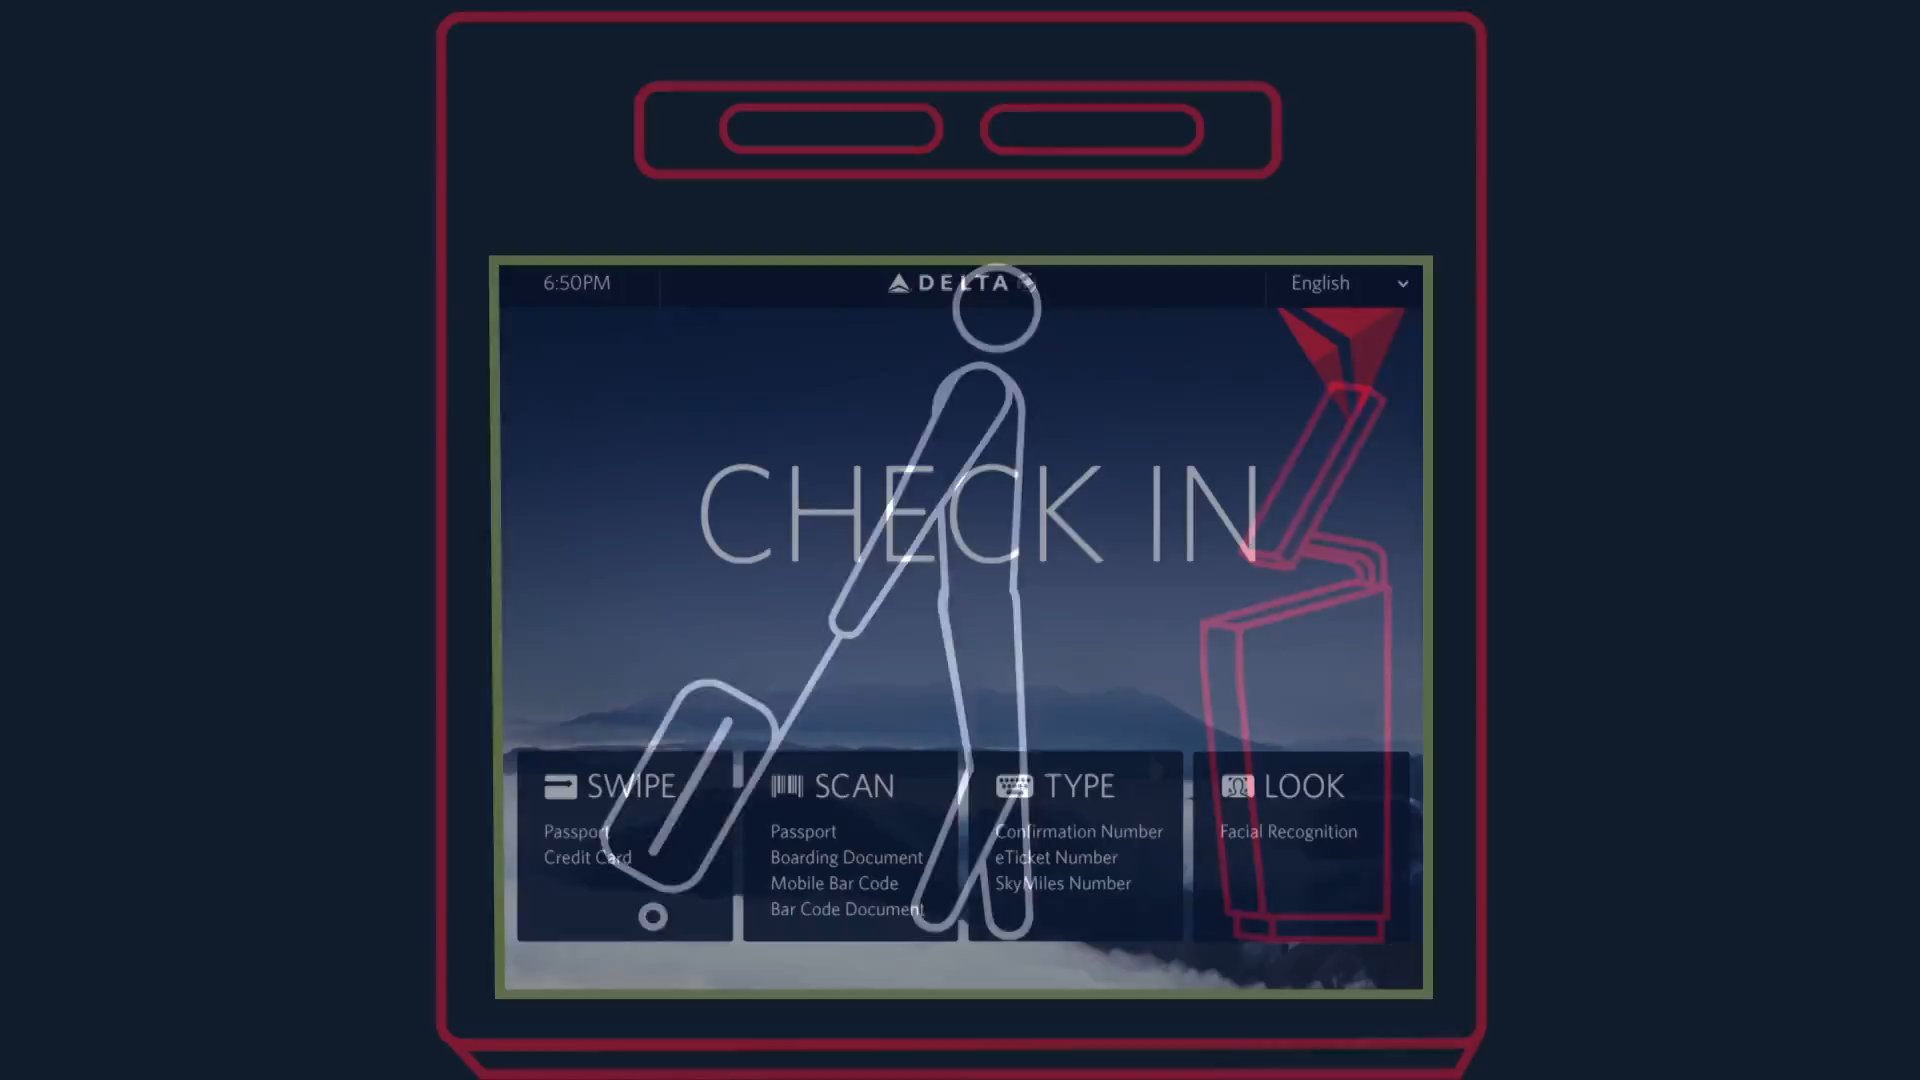 6:50PM
DELTA
English
CHECK IN
SWIPE
Passport
Credit Card
SCAN
Passport
Boarding Document
Mobile Bar Code
Bar Code Document
TYPE
Confirmation Number
eTicket Number
SkyMiles Number
LOOK
Facial Recognition